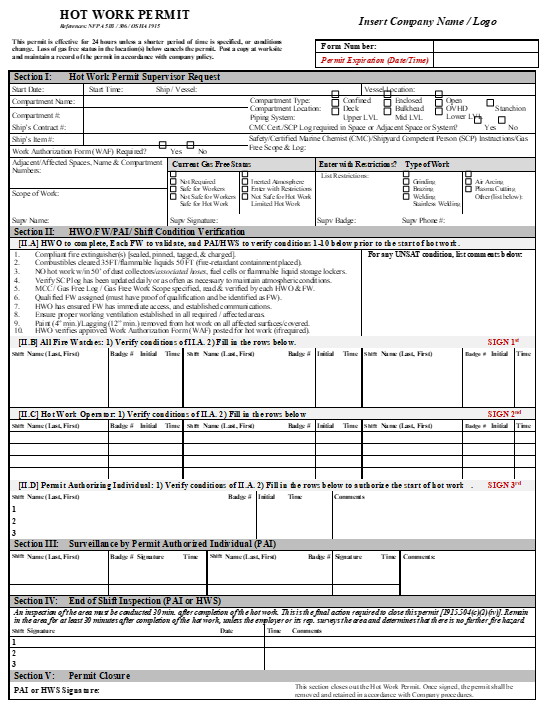 HOT WORK PERMIT
Insert Company Name / Logo
References: NFPA 51B / 306 / OSHA 1915
This permit is effective for 24 hours unless a shorter period of time is specified, or conditions
change. Loss of gas free status in the location(s) below cancels the permit. Post a copy at worksite
and maintain a record of the permit in accordance with company policy.
Form Number:
Permit Expiration (Date/Time)
Section I: Hot Work Permit Supervisor Request
Start Date: Start Time: Ship / Vessel: Vessel Location:
Compartment Name:
Compartment Type: Confined Enclosed Open
Compartment Location: Deck Bulkhead OVHD Stanchion
Compartment #:
Piping System: Upper LVL Mid LVL Lower LVL
Ship's Contract #:
CMC Cert./SCP Log required in Space or Adjacent Space or System? Yes No
Ship's Item #:
Safety/Certified Marine Chemist (CMC)/Shipyard Competent Person (SCP) Instructions/Gas
Free Scope & Log:
Work Authorization Form (WAF) Required? Yes No
Adjacent/Affected Spaces, Name & Compartment
Numbers:
Scope of Work:
Current Gas Free Status
Not Required Inerted Atmosphere
Safe for Workers Enter with Restrictions
Not Safe for Workers Not Safe for Hot Work
Safe for Hot Work Limited Hot Work
Enter with Restrictions? Type of Work
List Restrictions:
Grinding Air Arcing
Brazing Plasma Cutting
Welding Other (list below):
Stainless Welding
Supv Name: Supv Signature: Supv Badge: Supv Phone #:
Section II: HWO/FW/PAI/ Shift Condition Verification
[II.A] HWO to complete, Each FW to validate, and PAI/HWS to verify conditions 1-10 below prior to the start of hot work.
For any UNSAT condition, list comments below:
1. Compliant fire extinguisher(s) [sealed, pinned, tagged, & charged].
2. Combustibles cleared 35FT/flammable liquids 50'FT (fire-retardant containment placed).
3. NO hot work w/in 50' of dust collectors/associated hoses, fuel cells or flammable liquid storage lockers.
4. Verify SCP log has been updated daily or as often as necessary to maintain atmospheric conditions.
5. MCC/ Gas Free Log / Gas Free Work Scope specified, read & verified by each HWO & FW.
6. Qualified FW assigned (must have proof of qualification and be identified as FW).
7. HWO has ensured FW has immediate access, and established communications.
8. Ensure proper working ventilation established in all required / affected areas.
9. Paint (4" min.)/Lagging (12" min.) removed from hot work on all affected surfaces/covered.
10. HWO verifies approved Work Authorization Form (WAF) posted for hot work (if required).
[II.B] All Fire Watches: 1) Verify conditions of II.A. 2) Fill in the rows below. SIGN 1st
Shift Name (Last, First) Badge # Initial Time Shift Name (Last, First) Badge # Initial Time Shift Name (Last, First) Badge # Initial Time
[II.C] Hot Work Operator: 1) Verify conditions of II.A. 2) Fill in the rows below SIGN 2nd
Shift Name (Last, First) Badge # Initial Time Shift Name (Last, First) Badge # Initial Time Shift Name (Last, First) Badge # Initial Time
[II.D] Permit Authorizing Individual: 1) Verify conditions of II.A. 2) Fill in the rows below to authorize the start of hot work . SIGN 3rd
Shift Name (Last, First) Badge # Initial Time Comments
1
2
3
Section III: Surveillance by Permit Authorized Individual (PAI)
Shift Name (Last, First) Badge # Signature Time Shift Name (Last, First) Badge # Signature Time Comments:
Section IV: End of Shift Inspection (PAI or HWS)
An inspection of the area must be conducted 30 min. after completion of the hot work. This is the final action required to close this permit [1915.504(c)(2)(iv)]. Remain
in the area for at least 30 minutes after completion of the hot work, unless the employer or its rep. surveys the area and determines that there is no further fire hazard
Shift Signature Date Time Comments
1
2
3
Section V: Permit Closure
PAI or HWS Signature:
This section closes out the Hot Work Permit. Once signed, the permit shall be
removed and retained in accordance with Company procedures.